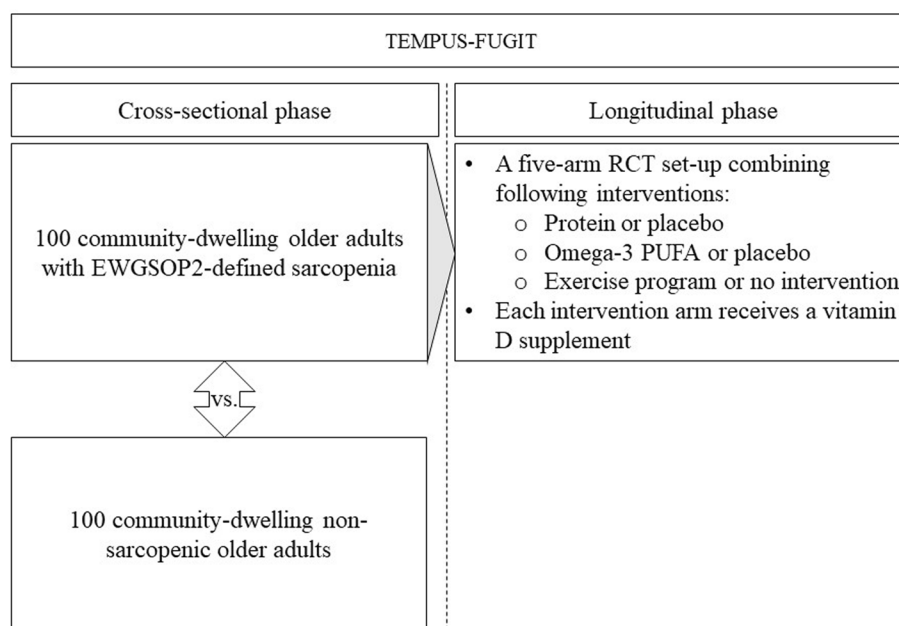 TEMPUS-FUGIT
Cross-sectional phase
Longitudinal phase
100 community-dwelling older adults
with EWGSOP2-defined sarcopenia
• A five-arm RCT set-up combining
following interventions:
o Protein or placebo
o Omega-3 PUFA or placebo
o Exercise program or no intervention
• Each intervention arm receives a vitamin
D supplement
vs.
100 community-dwelling non-
sarcopenic older adults